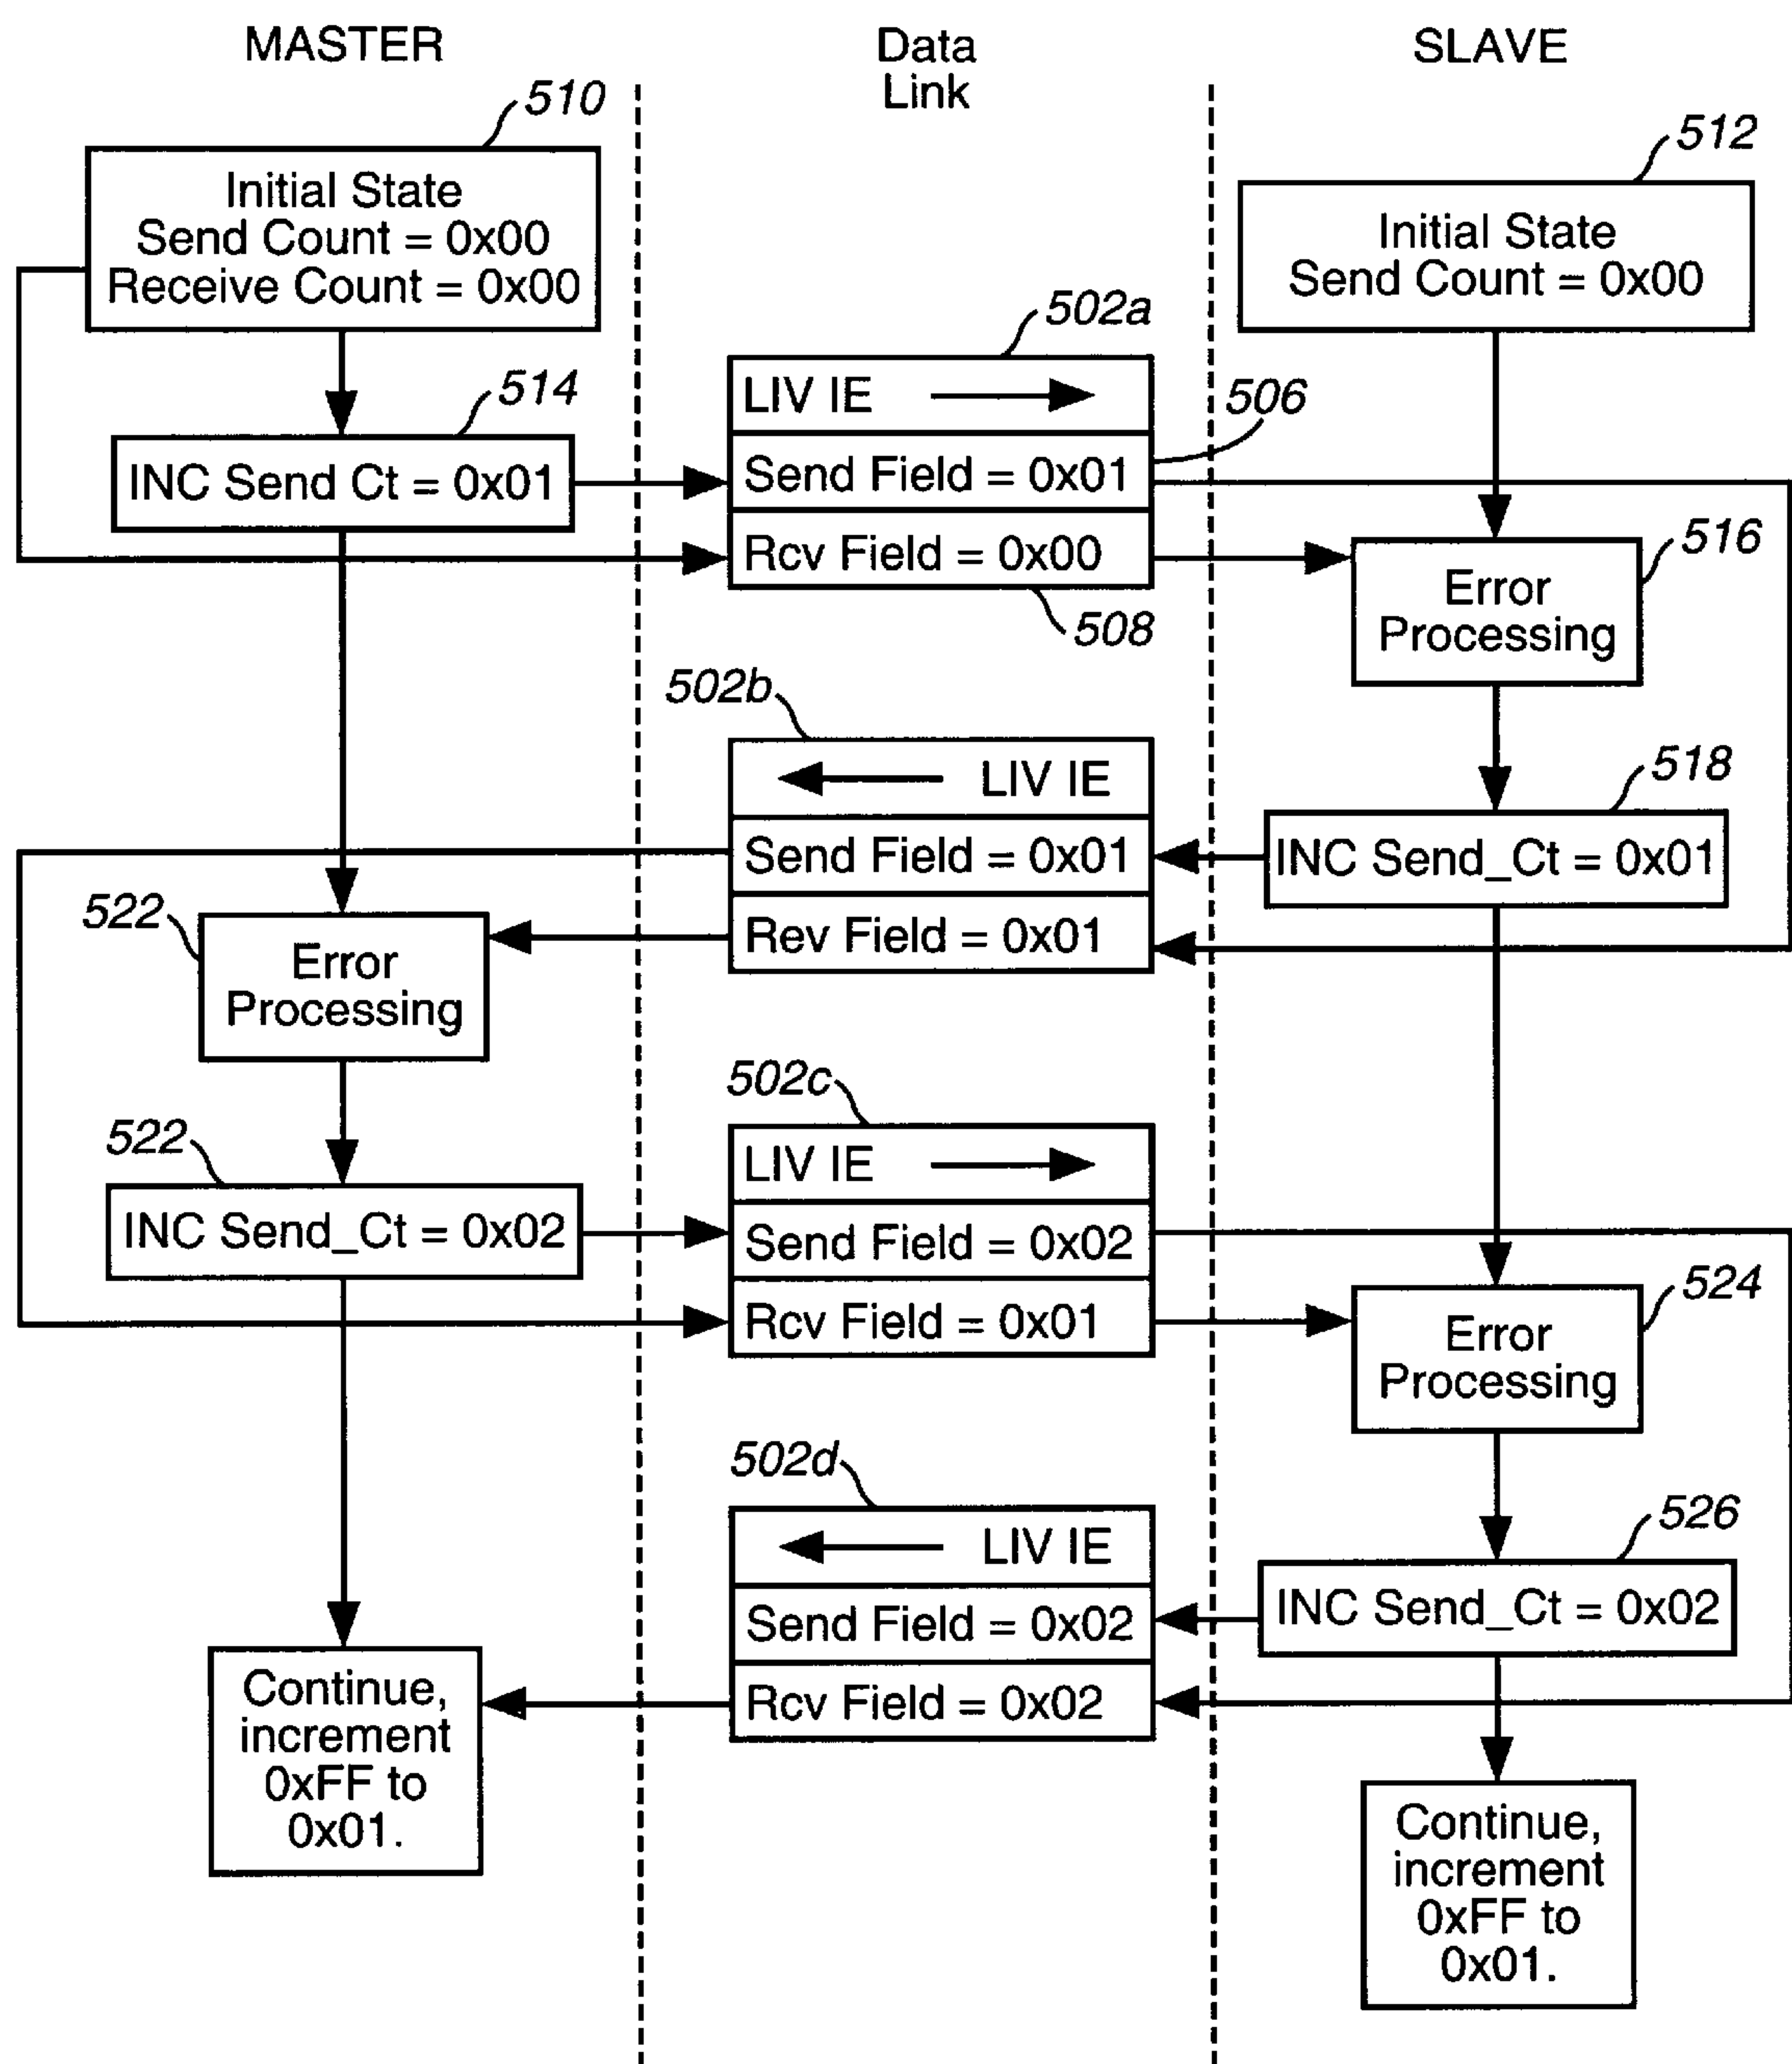 MASTER
Data
Link
SLAVE
510
512
Initial State
Send Count = 0x00
Receive Count = 0x00
Initial State
Send Count = 0x00
502a
514
LIV IE
506
INC Send Ct = 0x01
Send Field = 0x01
Rcv Field = 0x00
516
Error
Processing
508
502b
LIV IE
518
Send Field = 0x01
INC Send_Ct = 0x01
522
Rev Field = 0x01
Error
Processing
502c
522
LIV IE
INC Send_Ct = 0x02
Send Field = 0x02
524
Rcv Field = 0x01
Error
Processing
502d
526
LIV IE
Send Field = 0x02
INC Send_Ct = 0x02
Rcv Field = 0x02
Continue,
increment
0xFF to
0x01.
Continue,
increment
0xFF to
0x01.